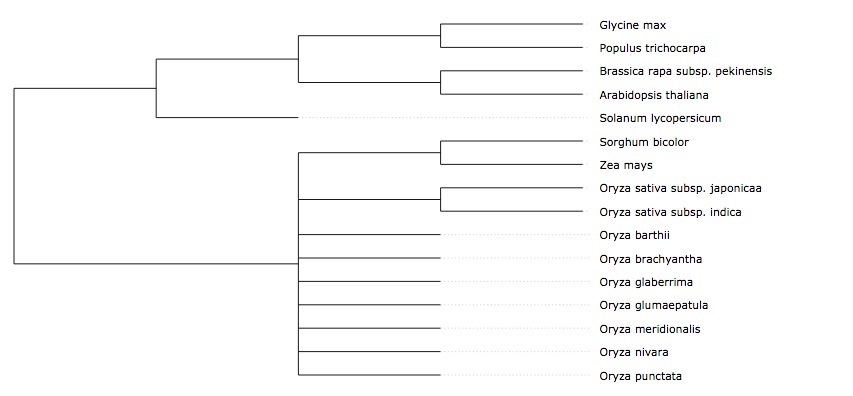 Glycine max
Populus trichocarpa
Brassica rapa subsp. pekinensis
Arabidopsis thaliana
Solanum lycopersicum
Sorghum bicolor
Zea mays
Oryza sativa subsp. japonicaa
Oryza sativa subsp. indica
Oryza barthii
Oryza brachyantha
Oryza glaberrima
Oryza glumaepatula
Oryza meridionalis
Oryza nivara
Oryza punctata